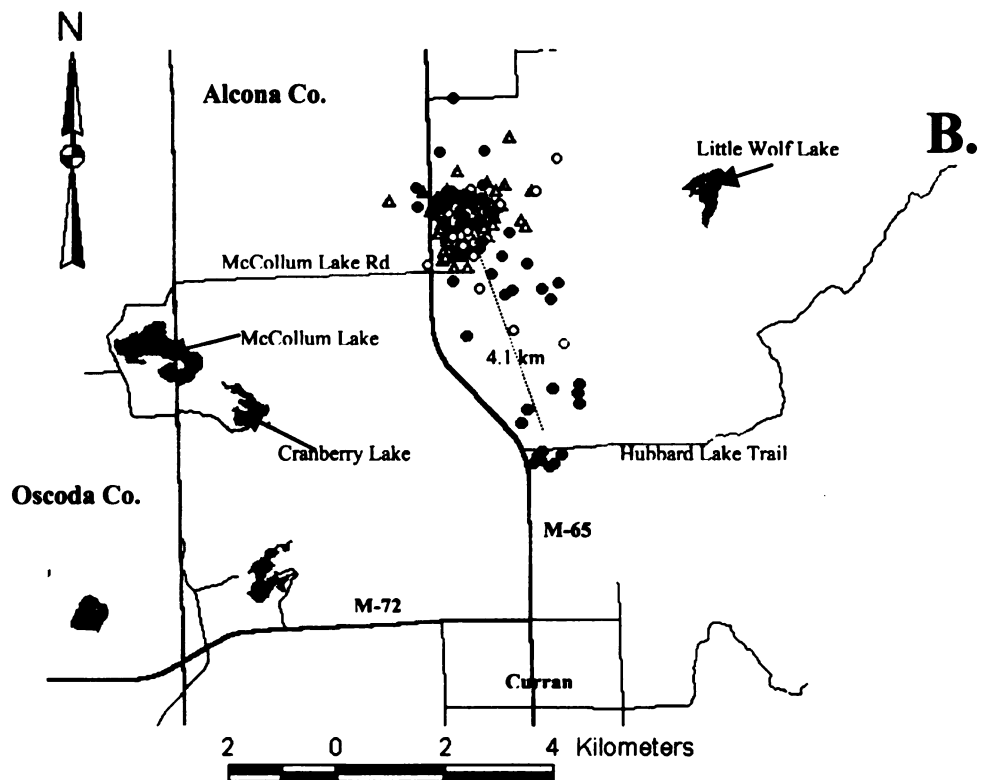 N
Alcona Co.
B.
Little Wolf Lake
McCollum Lake Rd
McCollum Lake
4.1 km
Cranberry Lake
Hubbard Lake Trail
Oscoda Co.
M-65
M-72
Curran
2 0 2 4 Kilometers